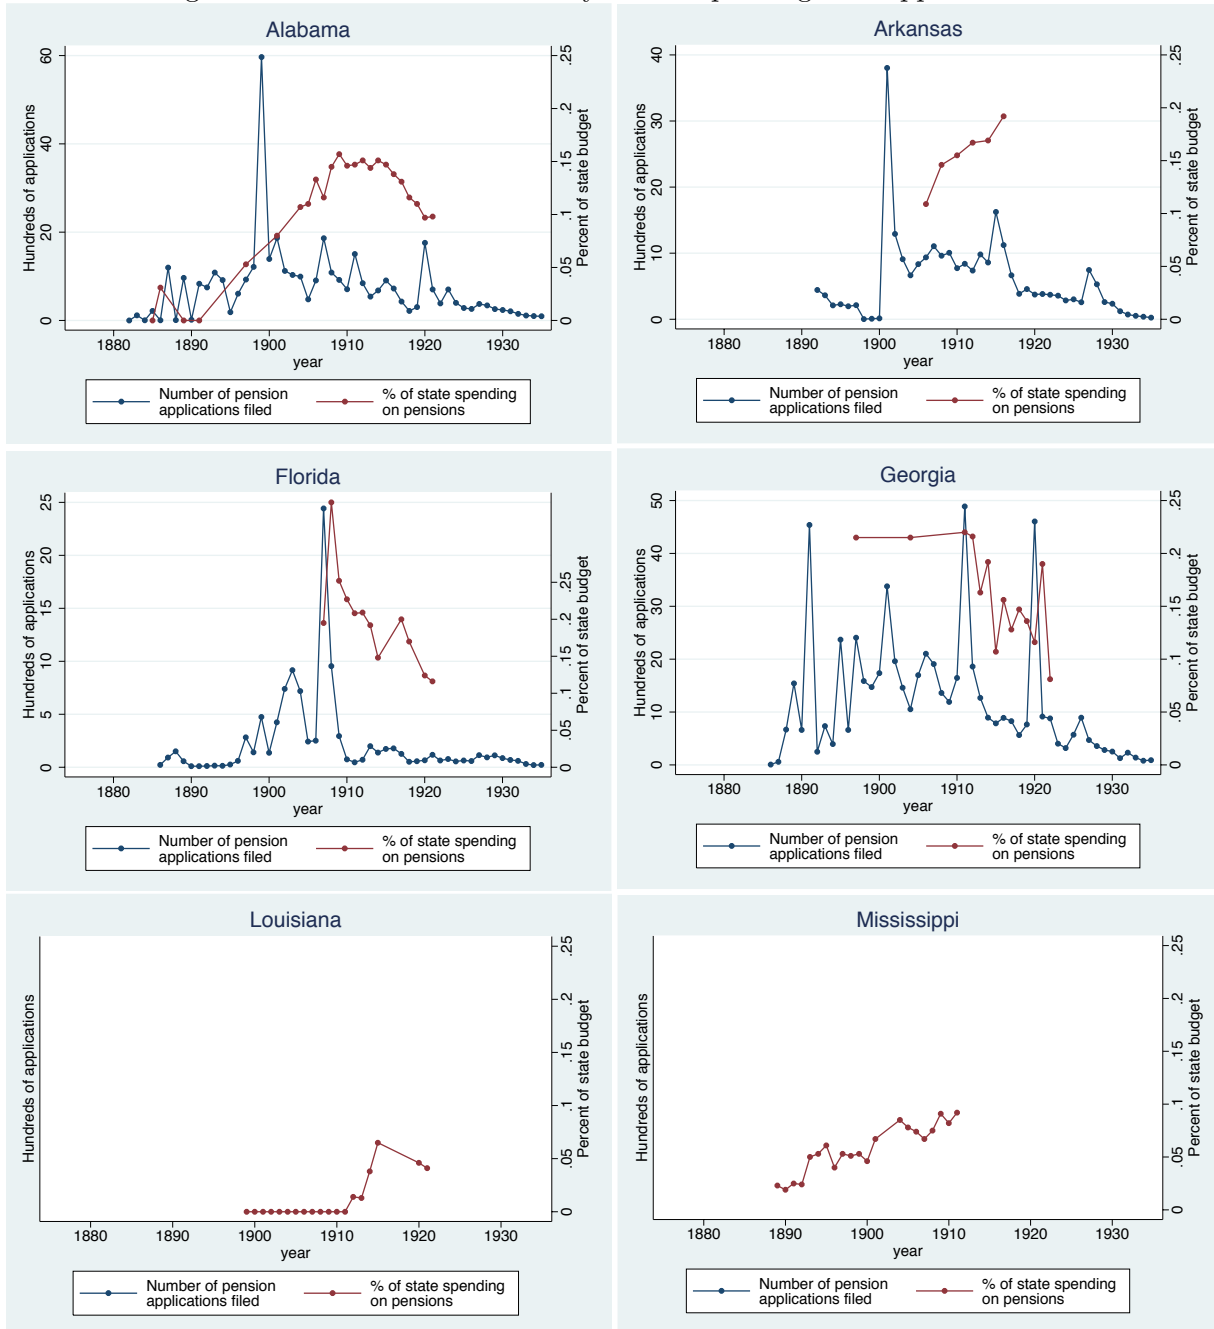 Alabama
Hundreds of applications
0 20 40 60
Percent of state budget
0 .05 .1 .15 .2 .25
1880 1890 1900 1910 1920 1930
year
Number of pension
applications filed
% of state spending
on pensions
Arkansas
Hundreds of applications
0 10 20 30 40
Percent of state budget
0 .05 .1 .15 .2 .25
1880 1890 1900 1910 1920 1930
year
Number of pension
applications filed
% of state spending
on pensions
Florida
Hundreds of applications
0 5 10 15 20 25
Percent of state budget
0 .05 .1 .15 .2 .25
1880 1890 1900 1910 1920 1930
year
Number of pension
applications filed
% of state spending
on pensions
Georgia
Hundreds of applications
0 10 20 30 40 50
Percent of state budget
0 .05 .1 .15 .2 .25
1880 1890 1900 1910 1920 1930
year
Number of pension
applications filed
% of state spending
on pensions
Louisiana
Hundreds of applications
Percent of state budget
0 .05 .1 .15 .2 .25
1880 1890 1900 1910 1920 1930
year
Number of pension
applications filed
% of state spending
on pensions
Mississippi
Hundreds of applications
Percent of state budget
0 .05 .1 .15 .2 .25
1880 1890 1900 1910 1920 1930
year
Number of pension
applications filed
% of state spending
on pensions